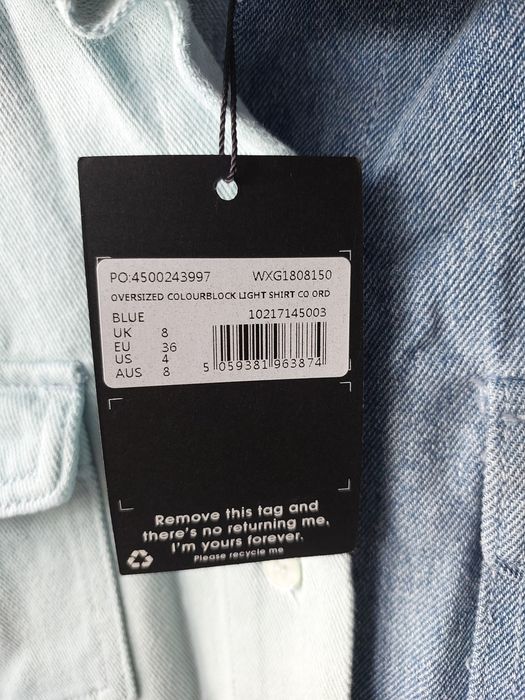 PO:4500243997 WXG1808150
OVERSIZED COLOURBLOCK LIGHT SHIRT CO ORD
BLUE 10217145003
UK 8
EU 36
US 4
AUS 8
5 059381 963874
Remove this tag and
there's no returning me,
I'm yours forever.
Please recycle me